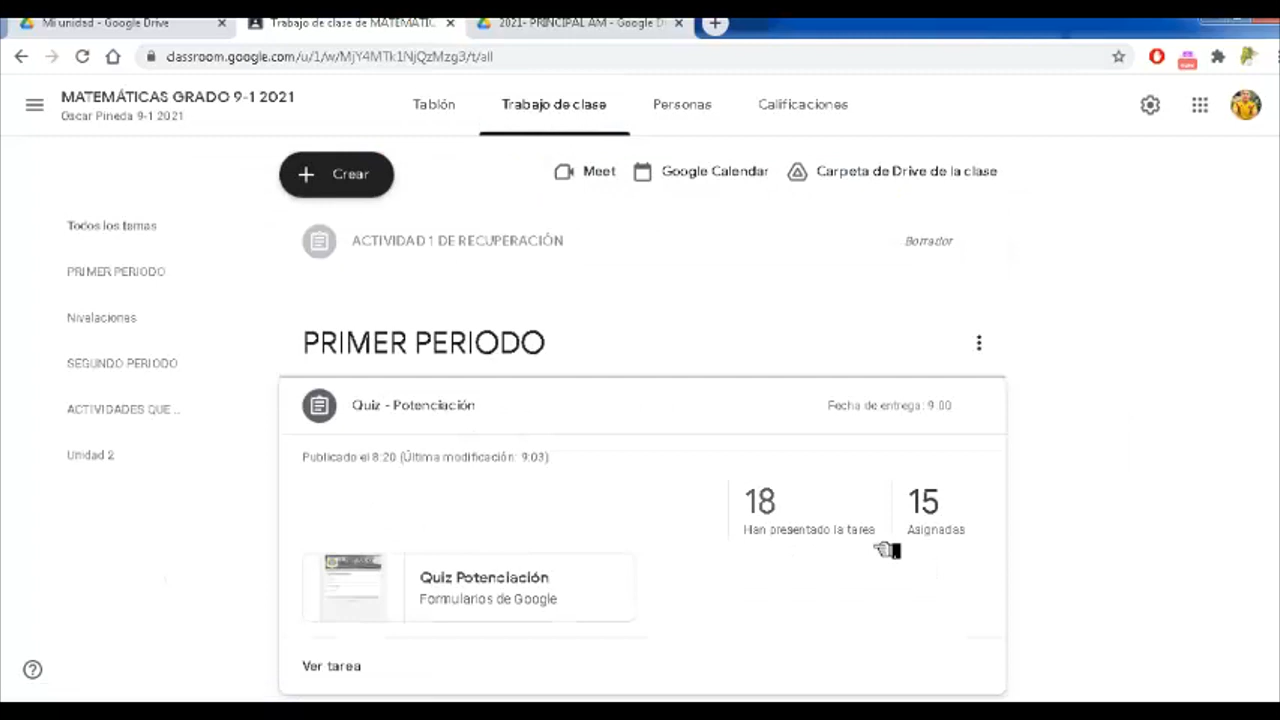 Mi unidad - Google Drive
Trabajo de clase de MATEMÁTIC
2021- PRINCIPAL AM - Google D
classroom.google.com/u/1/w/MjY4MTk1NjQzMzg3/t/all
MATEMÁTICAS GRADO 9-1 2021
Oscar Pineda 9-1 2021
Tablón
Trabajo de clase
Personas
Calificaciones
Crear
Meet
Google Calendar
Carpeta de Drive de la clase
Todos los temas
PRIMER PERIODO
Nivelaciones
SEGUNDO PERIODO
ACTIVIDADES QUE ...
Unidad 2
ACTIVIDAD 1 DE RECUPERACIÓN
Borrador
PRIMER PERIODO
Quiz - Potenciación
Fecha de entrega: 9:00
Publicado el 8:20 (Última modificación: 9:03)
18
Han presentado la tarea
15
Asignadas
Quiz Potenciación
Formularios de Google
Ver tarea